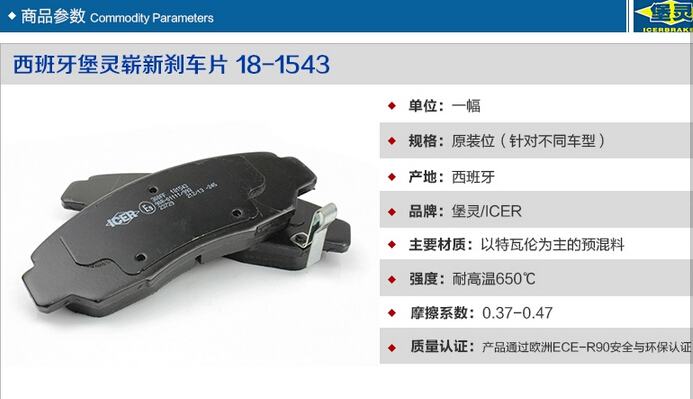 商品参数 Commodity Parameters
堡灵
ICERBRAKE
西班牙堡灵崭新刹车片 18-1543
单位：一幅
规格：原装位（针对不同车型）
产地：西班牙
品牌：堡灵/ICER
主要材质：以特瓦伦为主的预混料
强度：耐高温650℃
摩擦系数：0.37-0.47
质量认证：产品通过欧洲ECE-R90安全与环保认证
ICER
181543
23729